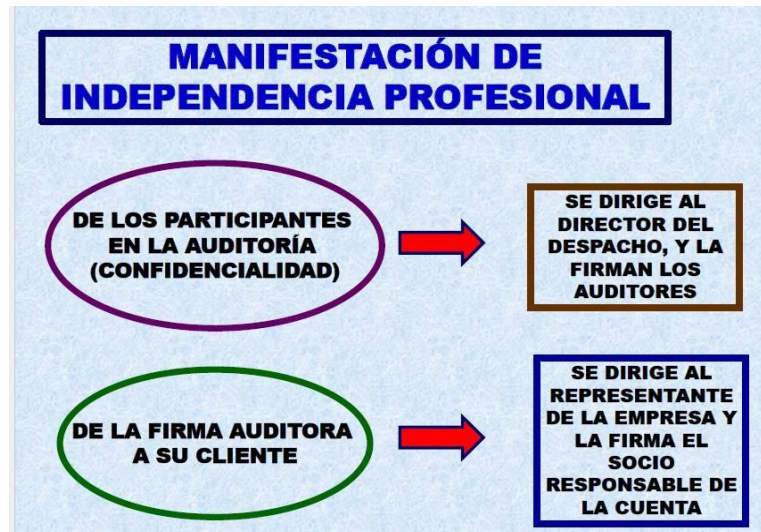 MANIFESTACIÓN DE
INDEPENDENCIA PROFESIONAL
DE LOS PARTICIPANTES
EN LA AUDITORÍA
(CONFIDENCIALIDAD)
SE DIRIGE AL
DIRECTOR DEL
DESPACHO, Y LA
FIRMAN LOS
AUDITORES
DE LA FIRMA AUDITORA
A SU CLIENTE
SE DIRIGE AL
REPRESENTANTE
DE LA EMPRESA Y
LA FIRMA EL
SOCIO
RESPONSABLE DE
LA CUENTA